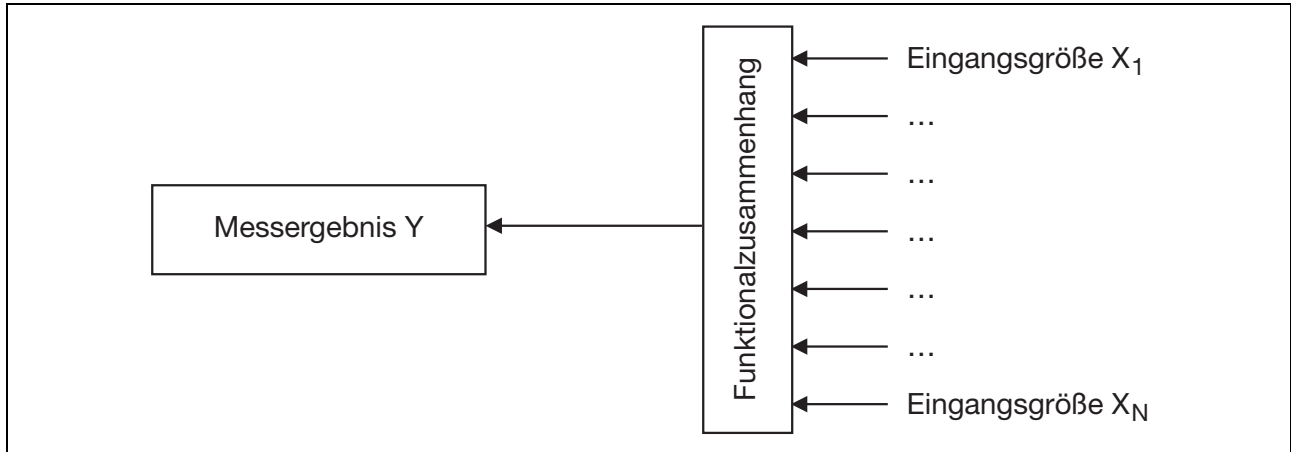 Messergebnis Y
Funktionalzusammenhang
Eingangsgröße X1
...
...
...
...
...
Eingangsgröße XN